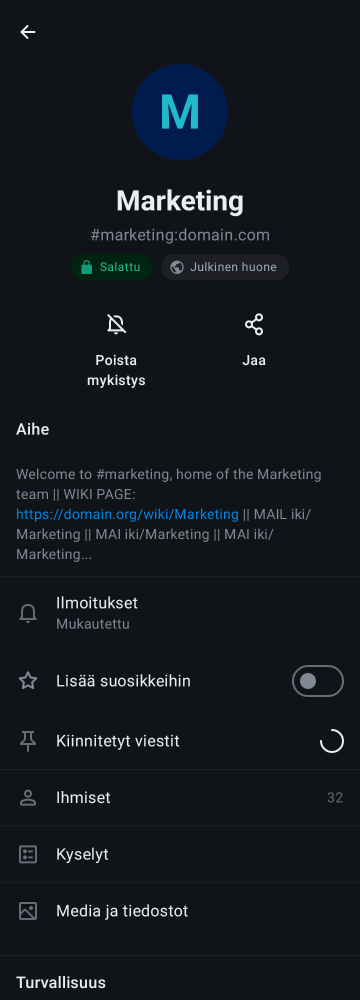 M
Marketing
#marketing:domain.com
Salattu
Julkinen huone
Poista
mykistys
Jaa
Aihe
Welcome to #marketing, home of the Marketing
team || WIKI PAGE:
https://domain.org/wiki/Marketing || MAIL iki/
Marketing || MAI iki/Marketing || MAI iki/
Marketing...
Ilmoitukset
Mukautettu
Lisää suosikkeihin
Kiinnitetyt viestit
Ihmiset 32
Kyselyt
Media ja tiedostot
Turvallisuus